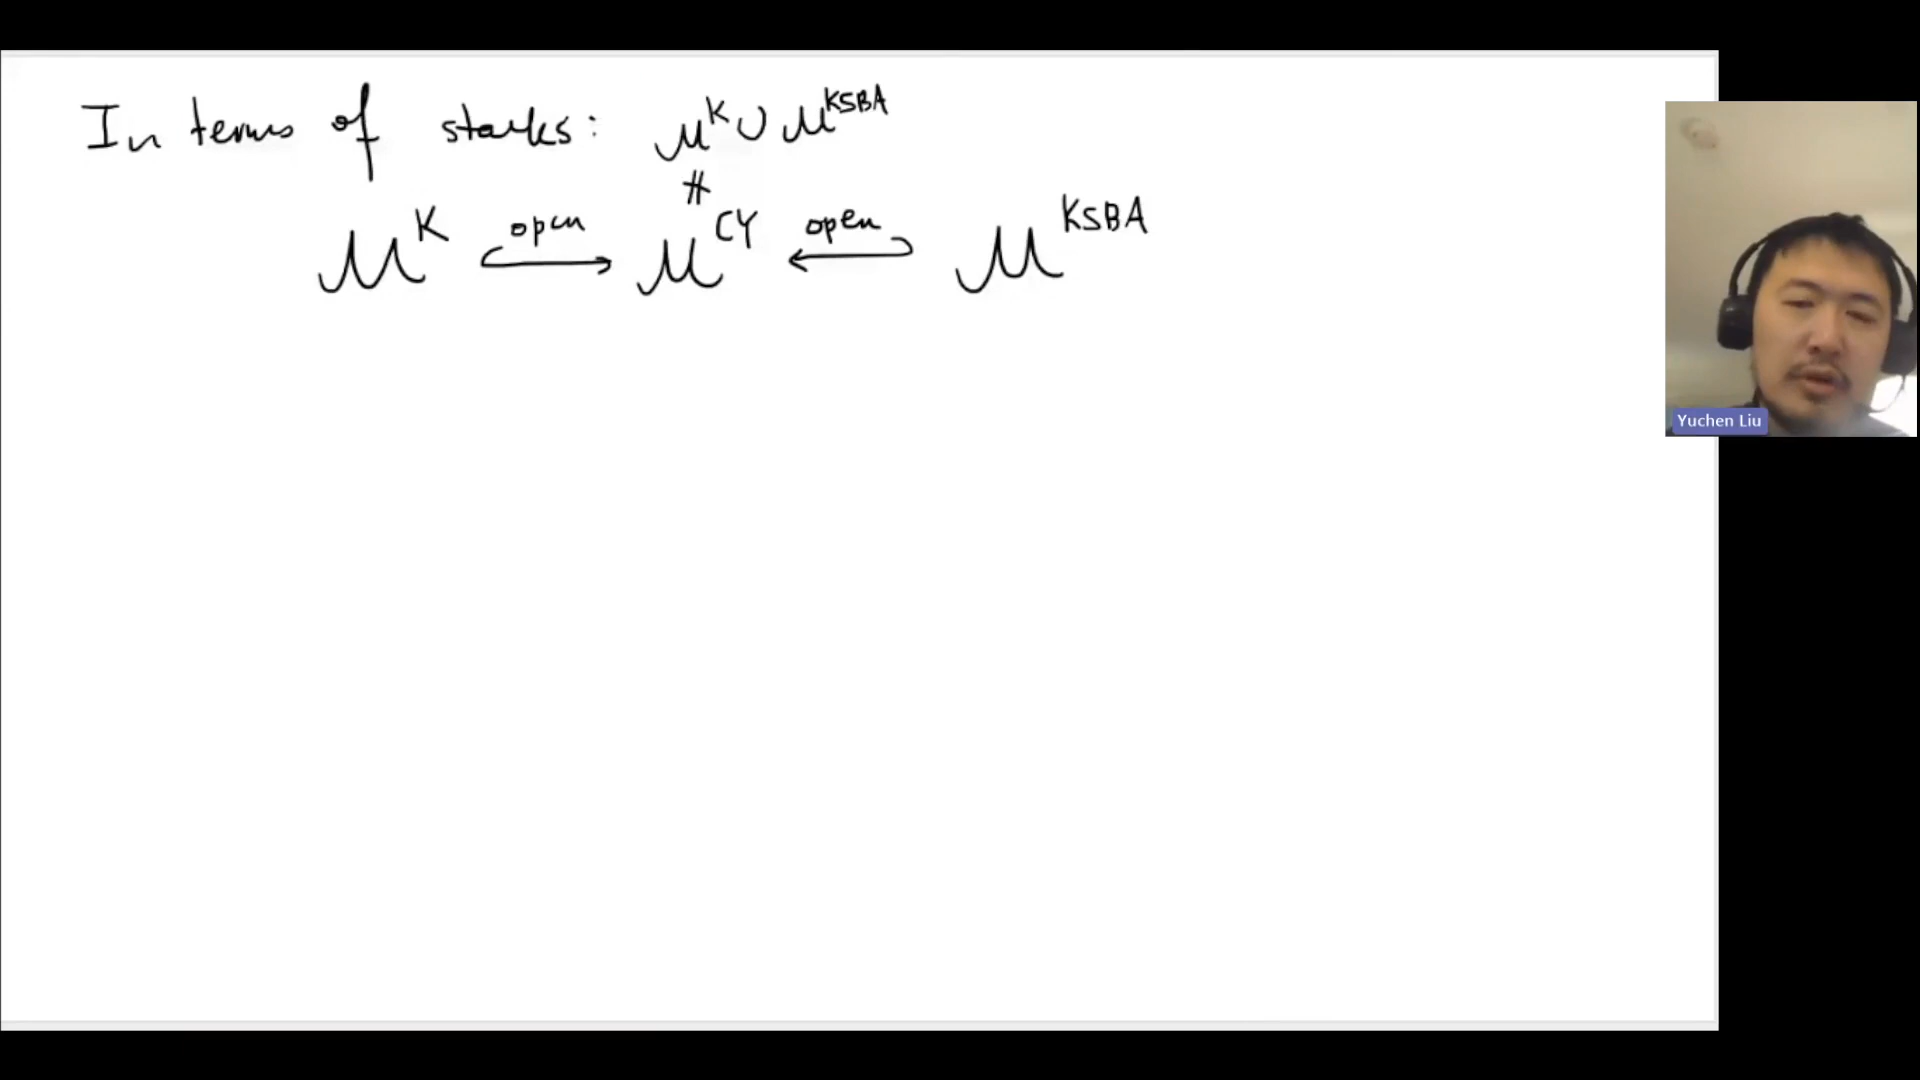 In terms of stacks: 𝓜^K ∪ 𝓜^KSBA
≠
𝓜^K open ↪ 𝓜^CY open ↩ 𝓜^KSBA
Yuchen Liu